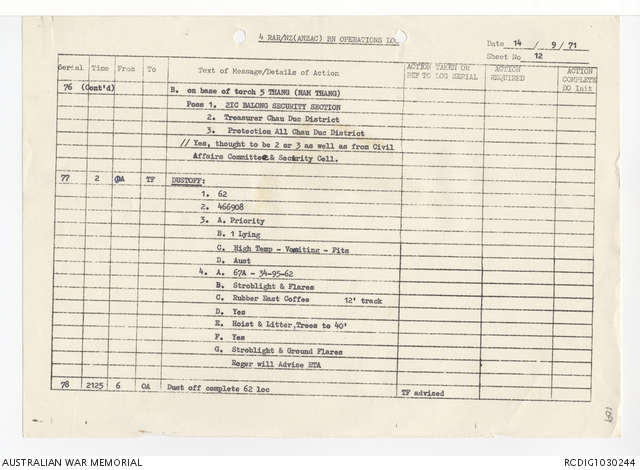 4 RAR/NZ(ANZAC) BN OPERATIONS LOG
Date 14 / 9 /71
Sheet No 12
Serial Time From To Text of Message/Details of Action ACTION TAKEN OR REF TO LOG SERIAL ACTION REQUIRED ACTION COMPLETE DO Init
76 (Cont'd) B. on base of torch 5 THANG (NAM THANG)
Poss 1. 2IC BALONG SECURITY SECTION
2. Treasurer Chau Duc District
3. Protection All Chau Duc District
// Yes, thought to be 2 or 3 as well as from Civil
Affairs Committee & Security Cell.
77 2 OA TF DUSTOFF:
1. 62
2. 466908
3. A. Priority
B. 1 Lying
C. High Temp - Vomiting - Fits
D. Aust
4. A. 67A - 34-95-62
B. Stroblight & Flares
C. Rubber East Coffee 12' track
D. Yes
E. Hoist & Litter,Trees to 40'
F. Yes
G. Stroblight & Ground Flares
Roger will Advise ETA
78 2125 6 OA Dust off complete 62 loc TF advised
AUSTRALIAN WAR MEMORIAL
RCDIG1030244